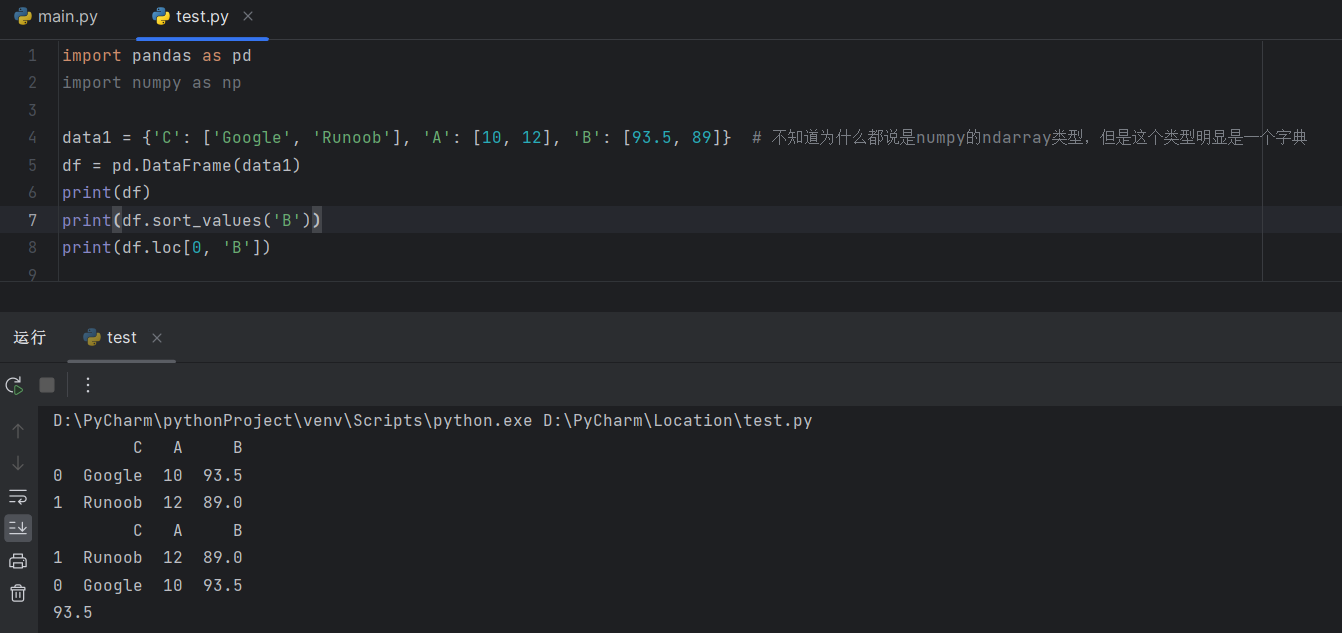 main.py test.py
1 import pandas as pd
2 import numpy as np
3
4 data1 = {'C': ['Google', 'Runoob'], 'A': [10, 12], 'B': [93.5, 89]}  # 不知道为什么都说是numpy的ndarray类型，但是这个类型明显是一个字典
5 df = pd.DataFrame(data1)
6 print(df)
7 print(df.sort_values('B'))
8 print(df.loc[0, 'B'])
9
运行 test
D:\PyCharm\pythonProject\venv\Scripts\python.exe D:\PyCharm\Location\test.py
        C   A     B
0  Google  10  93.5
1  Runoob  12  89.0
        C   A     B
1  Runoob  12  89.0
0  Google  10  93.5
93.5